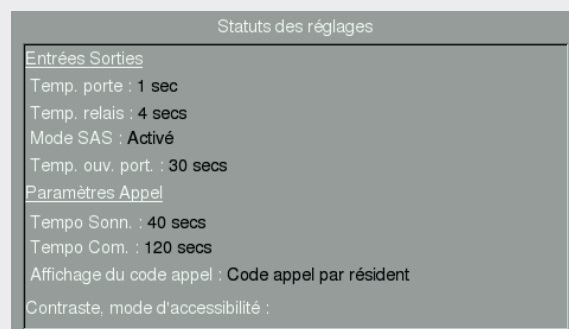 Statuts des réglages
Entrées Sorties
Temp. porte : 1 sec
Temp. relais : 4 secs
Mode SAS : Activé
Temp. ouv. port. : 30 secs
Paramètres Appel
Tempo Sonn. : 40 secs
Tempo Com. : 120 secs
Affichage du code appel : Code appel par résident
Contraste, mode d'accessibilité :